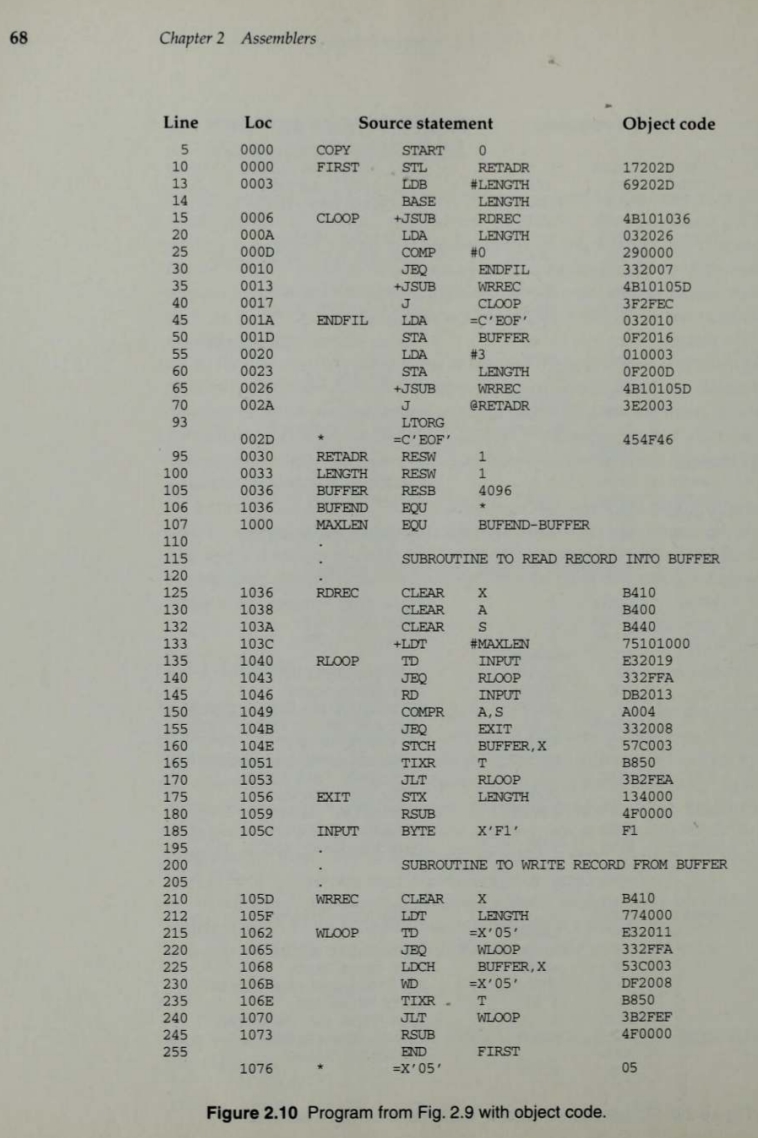 68 Chapter 2 Assemblers
Line Loc Source statement Object code
5 0000 COPY START 0
10 0000 FIRST STL RETADR 17202D
13 0003 LDB #LENGTH 69202D
14 BASE LENGTH
15 0006 CLOOP +JSUB RDREC 4B101036
20 000A LDA LENGTH 032026
25 000D COMP #0 290000
30 0010 JEQ ENDFIL 332007
35 0013 +JSUB WRREC 4B10105D
40 0017 J CLOOP 3F2FEC
45 001A ENDFIL LDA =C'EOF' 032010
50 001D STA BUFFER 0F2016
55 0020 LDA #3 010003
60 0023 STA LENGTH 0F200D
65 0026 +JSUB WRREC 4B10105D
70 002A J @RETADR 3E2003
93 LTORG
002D * =C'EOF' 454F46
95 0030 RETADR RESW 1
100 0033 LENGTH RESW 1
105 0036 BUFFER RESB 4096
106 1036 BUFEND EQU *
107 1000 MAXLEN EQU BUFEND-BUFFER
110 .
115 . SUBROUTINE TO READ RECORD INTO BUFFER
120 .
125 1036 RDREC CLEAR X B410
130 1038 CLEAR A B400
132 103A CLEAR S B440
133 103C +LDT #MAXLEN 75101000
135 1040 RLOOP TD INPUT E32019
140 1043 JEQ RLOOP 332FFA
145 1046 RD INPUT DB2013
150 1049 COMPR A,S A004
155 104B JEQ EXIT 332008
160 104E STCH BUFFER,X 57C003
165 1051 TIXR T B850
170 1053 JLT RLOOP 3B2FEA
175 1056 EXIT STX LENGTH 134000
180 1059 RSUB 4F0000
185 105C INPUT BYTE X'F1' F1
195 .
200 . SUBROUTINE TO WRITE RECORD FROM BUFFER
205 .
210 105D WRREC CLEAR X B410
212 105F LDT LENGTH 774000
215 1062 WLOOP TD =X'05' E32011
220 1065 JEQ WLOOP 332FFA
225 1068 LDCH BUFFER,X 53C003
230 106B WD =X'05' DF2008
235 106E TIXR T B850
240 1070 JLT WLOOP 3B2FEF
245 1073 RSUB 4F0000
255 END FIRST
1076 * =X'05' 05
Figure 2.10 Program from Fig. 2.9 with object code.